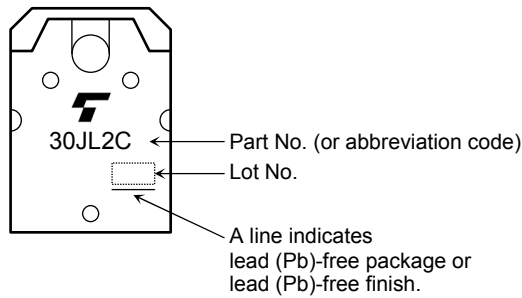 30JL2C
Part No. (or abbreviation code)
Lot No.
A line indicates
lead (Pb)-free package or
lead (Pb)-free finish.